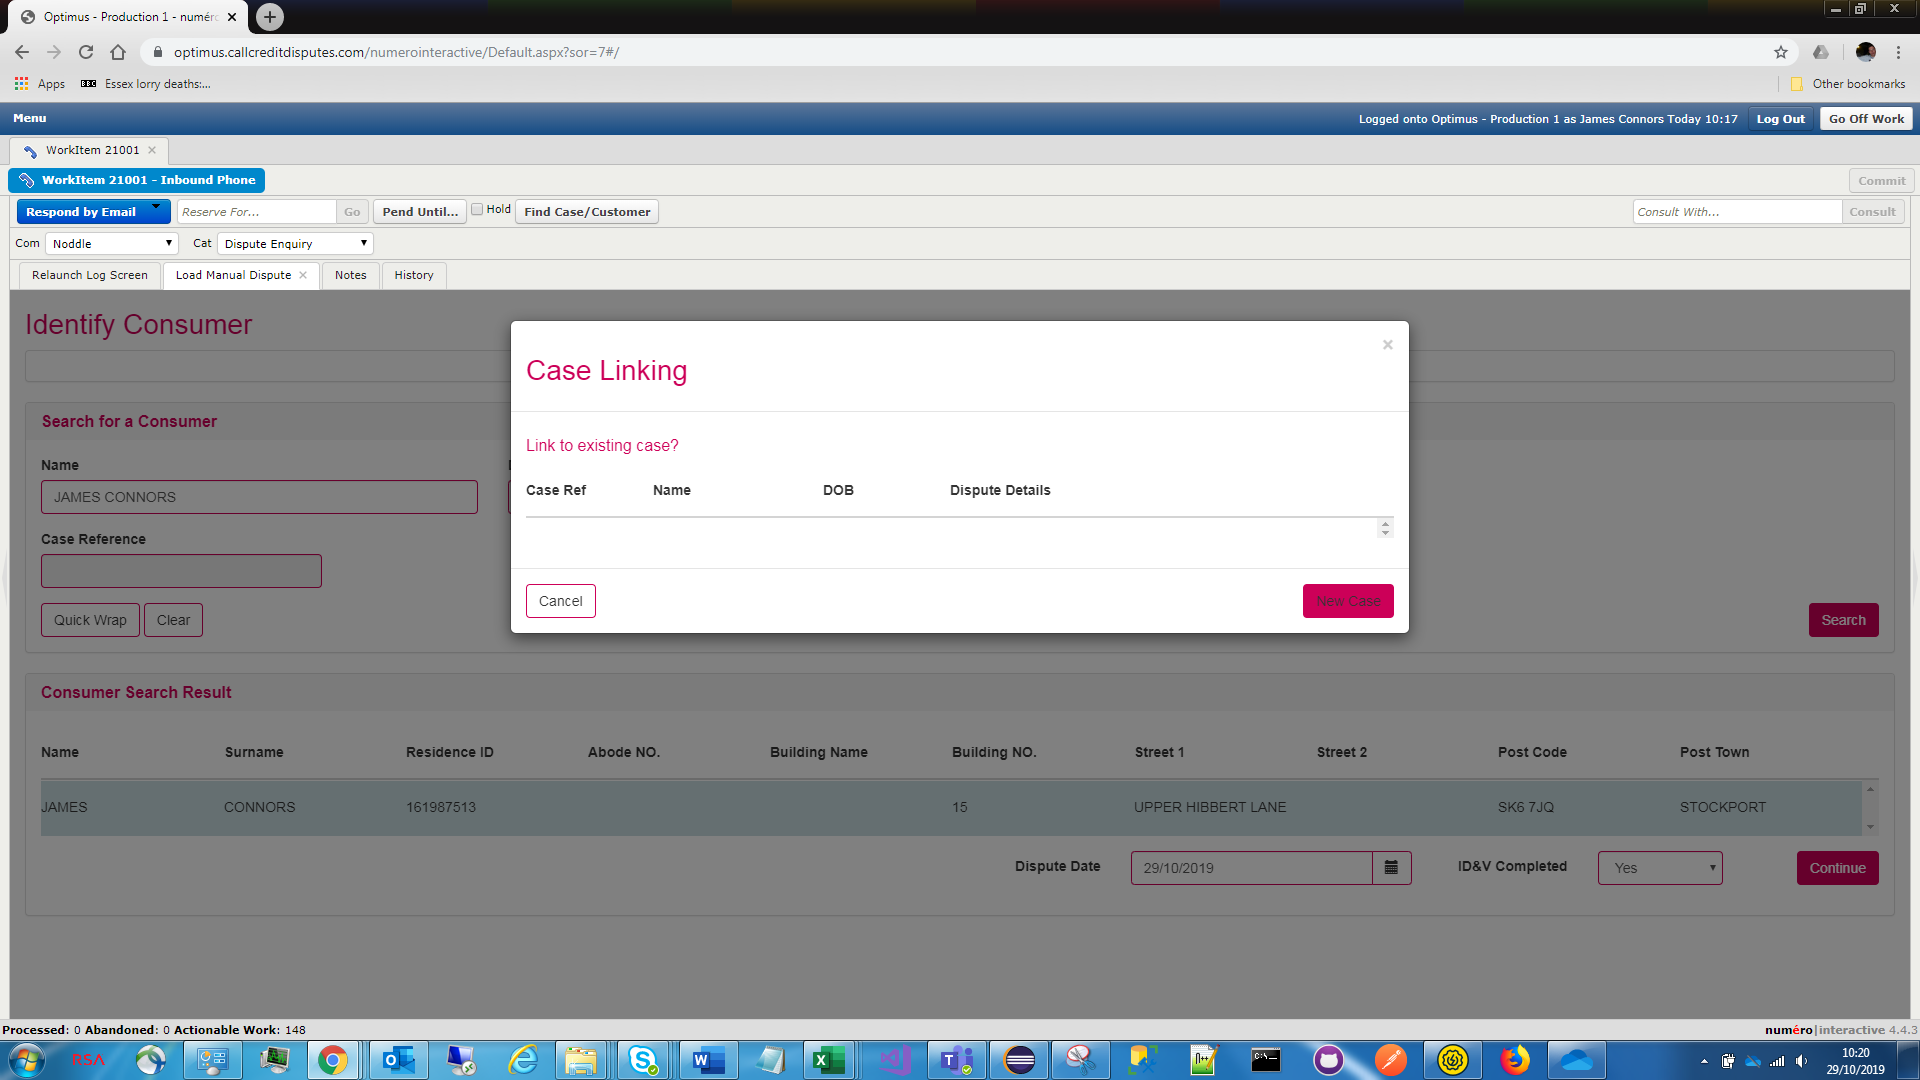 Optimus - Production 1 - numér
optimus.callcreditdisputes.com/numerointeractive/Default.aspx?sor=7#/
Apps BBC Essex lorry deaths:... Other bookmarks
Menu Logged onto Optimus - Production 1 as James Connors Today 10:17 Log Out Go Off Work
WorkItem 21001
WorkItem 21001 - Inbound Phone Commit
Respond by Email Reserve For... Go Pend Until... Hold Find Case/Customer Consult With... Consult
Com Noddle Cat Dispute Enquiry
Relaunch Log Screen Load Manual Dispute Notes History
Identify Consumer
Case Linking
Search for a Consumer
Link to existing case?
Name
Case Ref Name DOB Dispute Details
JAMES CONNORS
Case Reference
Cancel New Case
Quick Wrap Clear Search
Consumer Search Result
Name Surname Residence ID Abode NO. Building Name Building NO. Street 1 Street 2 Post Code Post Town
JAMES CONNORS 161987513 15 UPPER HIBBERT LANE SK6 7JQ STOCKPORT
Dispute Date 29/10/2019 ID&V Completed Yes Continue
Processed: 0 Abandoned: 0 Actionable Work: 148 numéro|interactive 4.4.3
RSA
10:20
29/10/2019